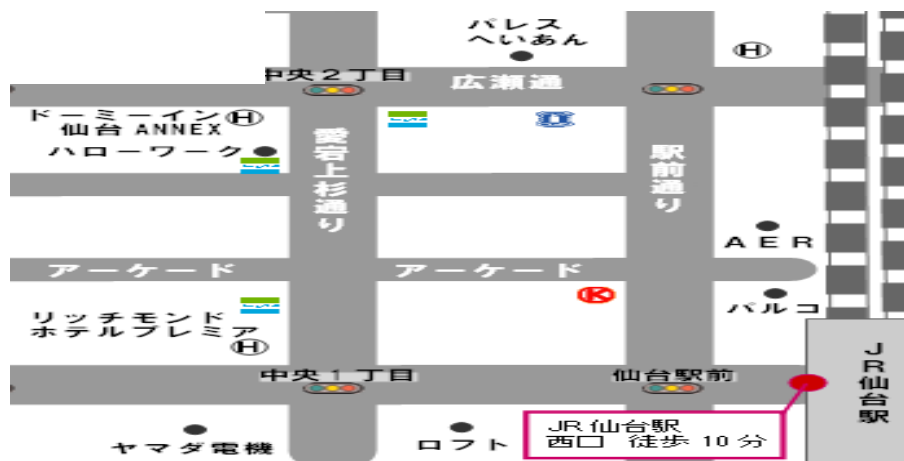 パレス
へいあん
Ⓗ
中央2丁目
広瀬通
ドーミーイン Ⓗ
仙台 ANNEX
ハローワーク
愛宕上杉通り
駅前通り
AER
アーケード
アーケード
K
パルコ
リッチモンド
ホテルプレミア
Ⓗ
JR仙台駅
中央1丁目
仙台駅前
JR 仙台駅
西口 徒歩 10 分
ヤマダ電機
ロフト